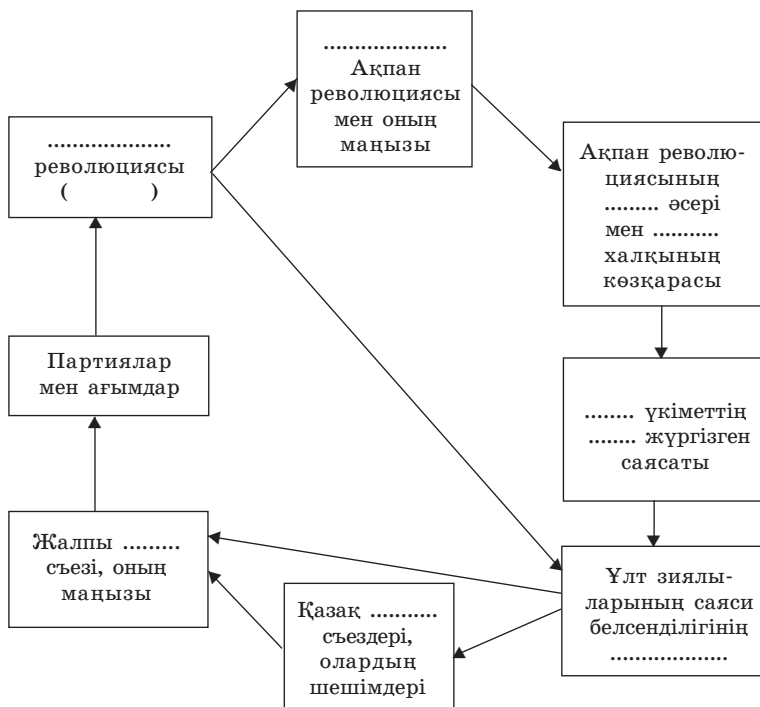 .....................
Ақпан
революциясы
мен оның
маңызы
.....................
революциясы
(          )
Ақпан револю-
циясының
......... әсері
мен ...........
халқының
көзқарасы
Партиялар
мен ағымдар
........ үкіметтің
........ жүргізген
саясаты
Жалпы .........
съезі, оның
маңызы
Қазақ ...........
съездері,
олардың
шешімдері
Ұлт зиялы-
ларының саяси
белсенділігінің
....................